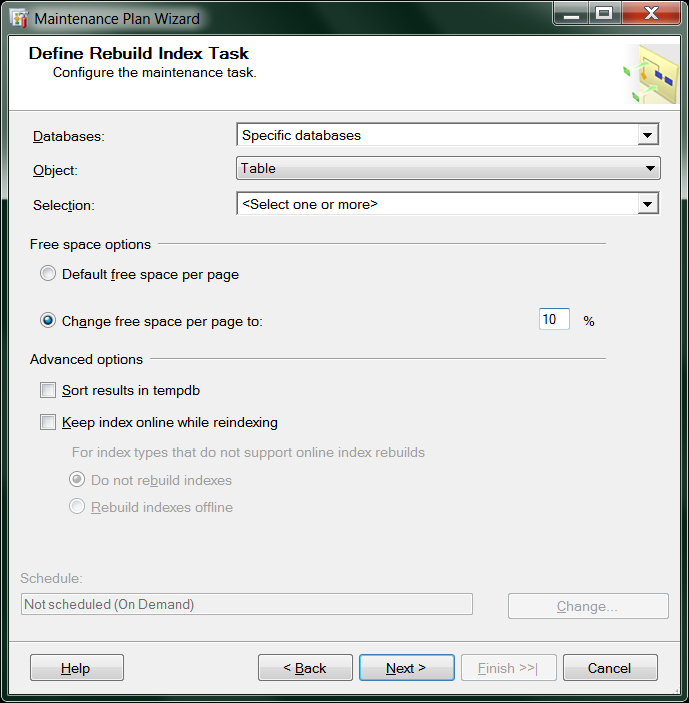 Maintenance Plan Wizard
Define Rebuild Index Task
Configure the maintenance task.
Databases: Specific databases
Object: Table
Selection: <Select one or more>
Free space options
Default free space per page
Change free space per page to: 10 %
Advanced options
Sort results in tempdb
Keep index online while reindexing
For index types that do not support online index rebuilds
Do not rebuild indexes
Rebuild indexes offline
Schedule:
Not scheduled (On Demand) Change...
Help < Back Next > Finish >>| Cancel